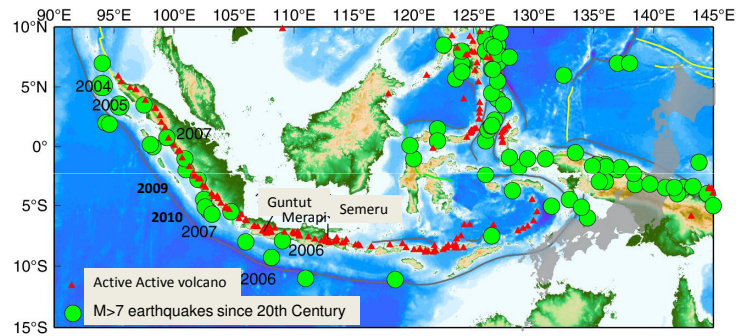 90°E 95°E 100°E 105°E 110°E 115°E 120°E 125°E 130°E 135°E 140°E 145°E
10°N
5°N
2004
2005
2007
0°
2009
Guntut
Semeru
2010
Merapi
5°S
2007
2006
10°S
2006
Active Active volcano
M>7 earthquakes since 20th Century
15°S